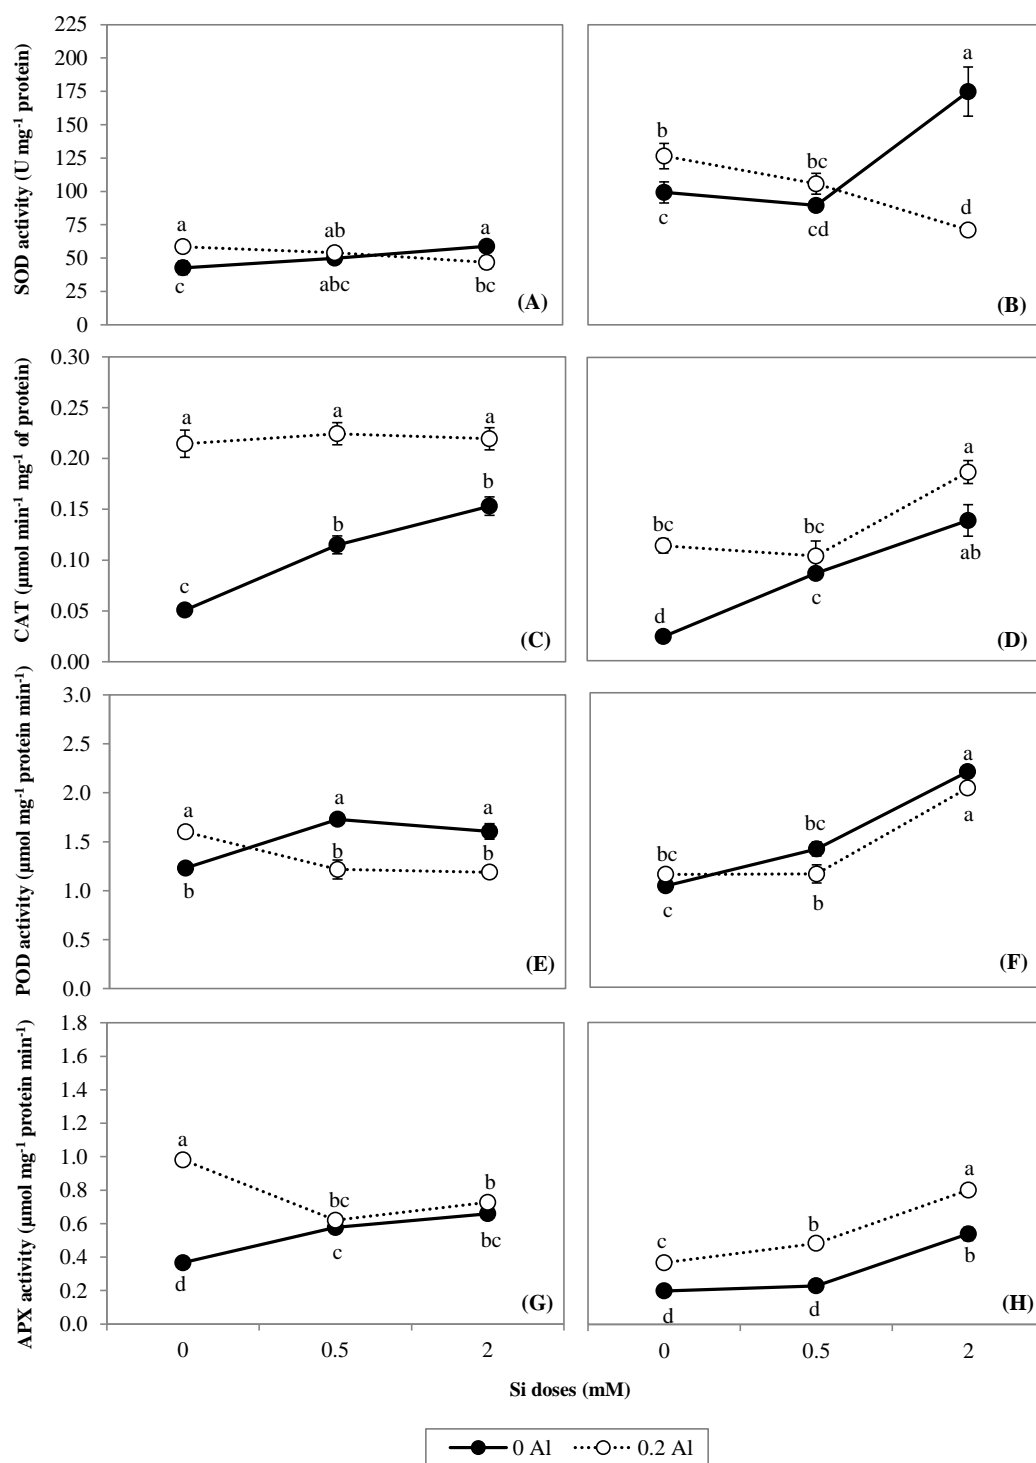 SOD activity (U mg⁻¹ protein)
225
200
175
150
125
100
75
50
25
0
a
ab
a
c
abc
bc
(A)
a
b
bc
c
cd
d
(B)
CAT (µmol min⁻¹ mg⁻¹ of protein)
0.30
0.25
0.20
0.15
0.10
0.05
0.00
a
a
a
b
b
c
(C)
a
bc
bc
ab
c
d
(D)
POD activity (µmol mg⁻¹ protein min⁻¹)
3.0
2.5
2.0
1.5
1.0
0.5
0.0
a
a
a
b
b
b
(E)
a
bc
bc
a
c
b
(F)
APX activity (µmol mg⁻¹ protein min⁻¹)
1.8
1.6
1.4
1.2
1.0
0.8
0.6
0.4
0.2
0.0
a
bc
b
d
c
bc
(G)
a
b
c
b
d
d
(H)
0 0.5 2
0 0.5 2
Si doses (mM)
0 Al 0.2 Al